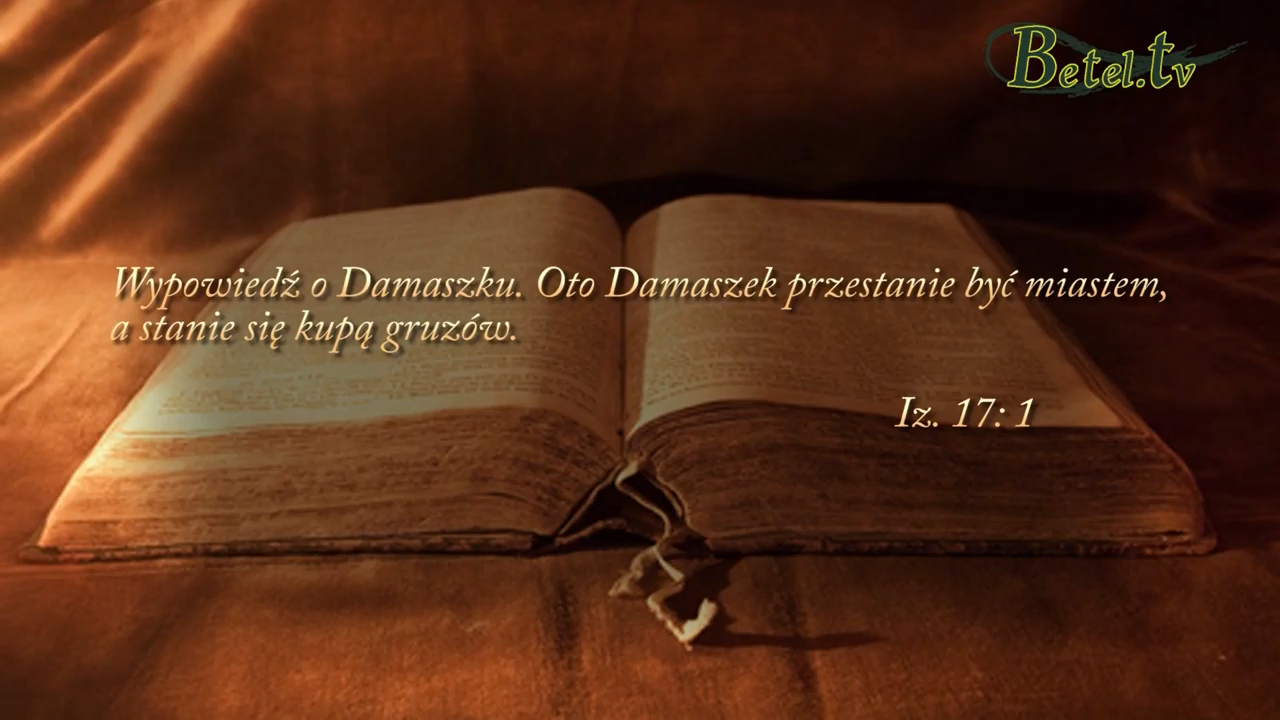 Betel.tv
Wypowiedź o Damaszku. Oto Damaszek przestanie być miastem,
a stanie się kupą gruzów.
Iz. 17: 1